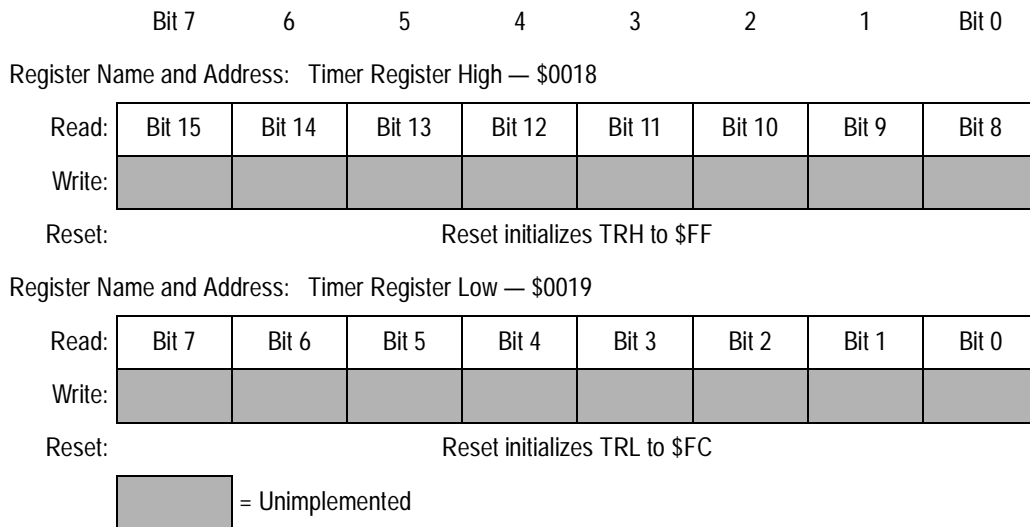 Bit 7 6 5 4 3 2 1 Bit 0
Register Name and Address: Timer Register High — $0018
Read: Bit 15 Bit 14 Bit 13 Bit 12 Bit 11 Bit 10 Bit 9 Bit 8
Write:
Reset: Reset initializes TRH to $FF
Register Name and Address: Timer Register Low — $0019
Read: Bit 7 Bit 6 Bit 5 Bit 4 Bit 3 Bit 2 Bit 1 Bit 0
Write:
Reset: Reset initializes TRL to $FC
= Unimplemented